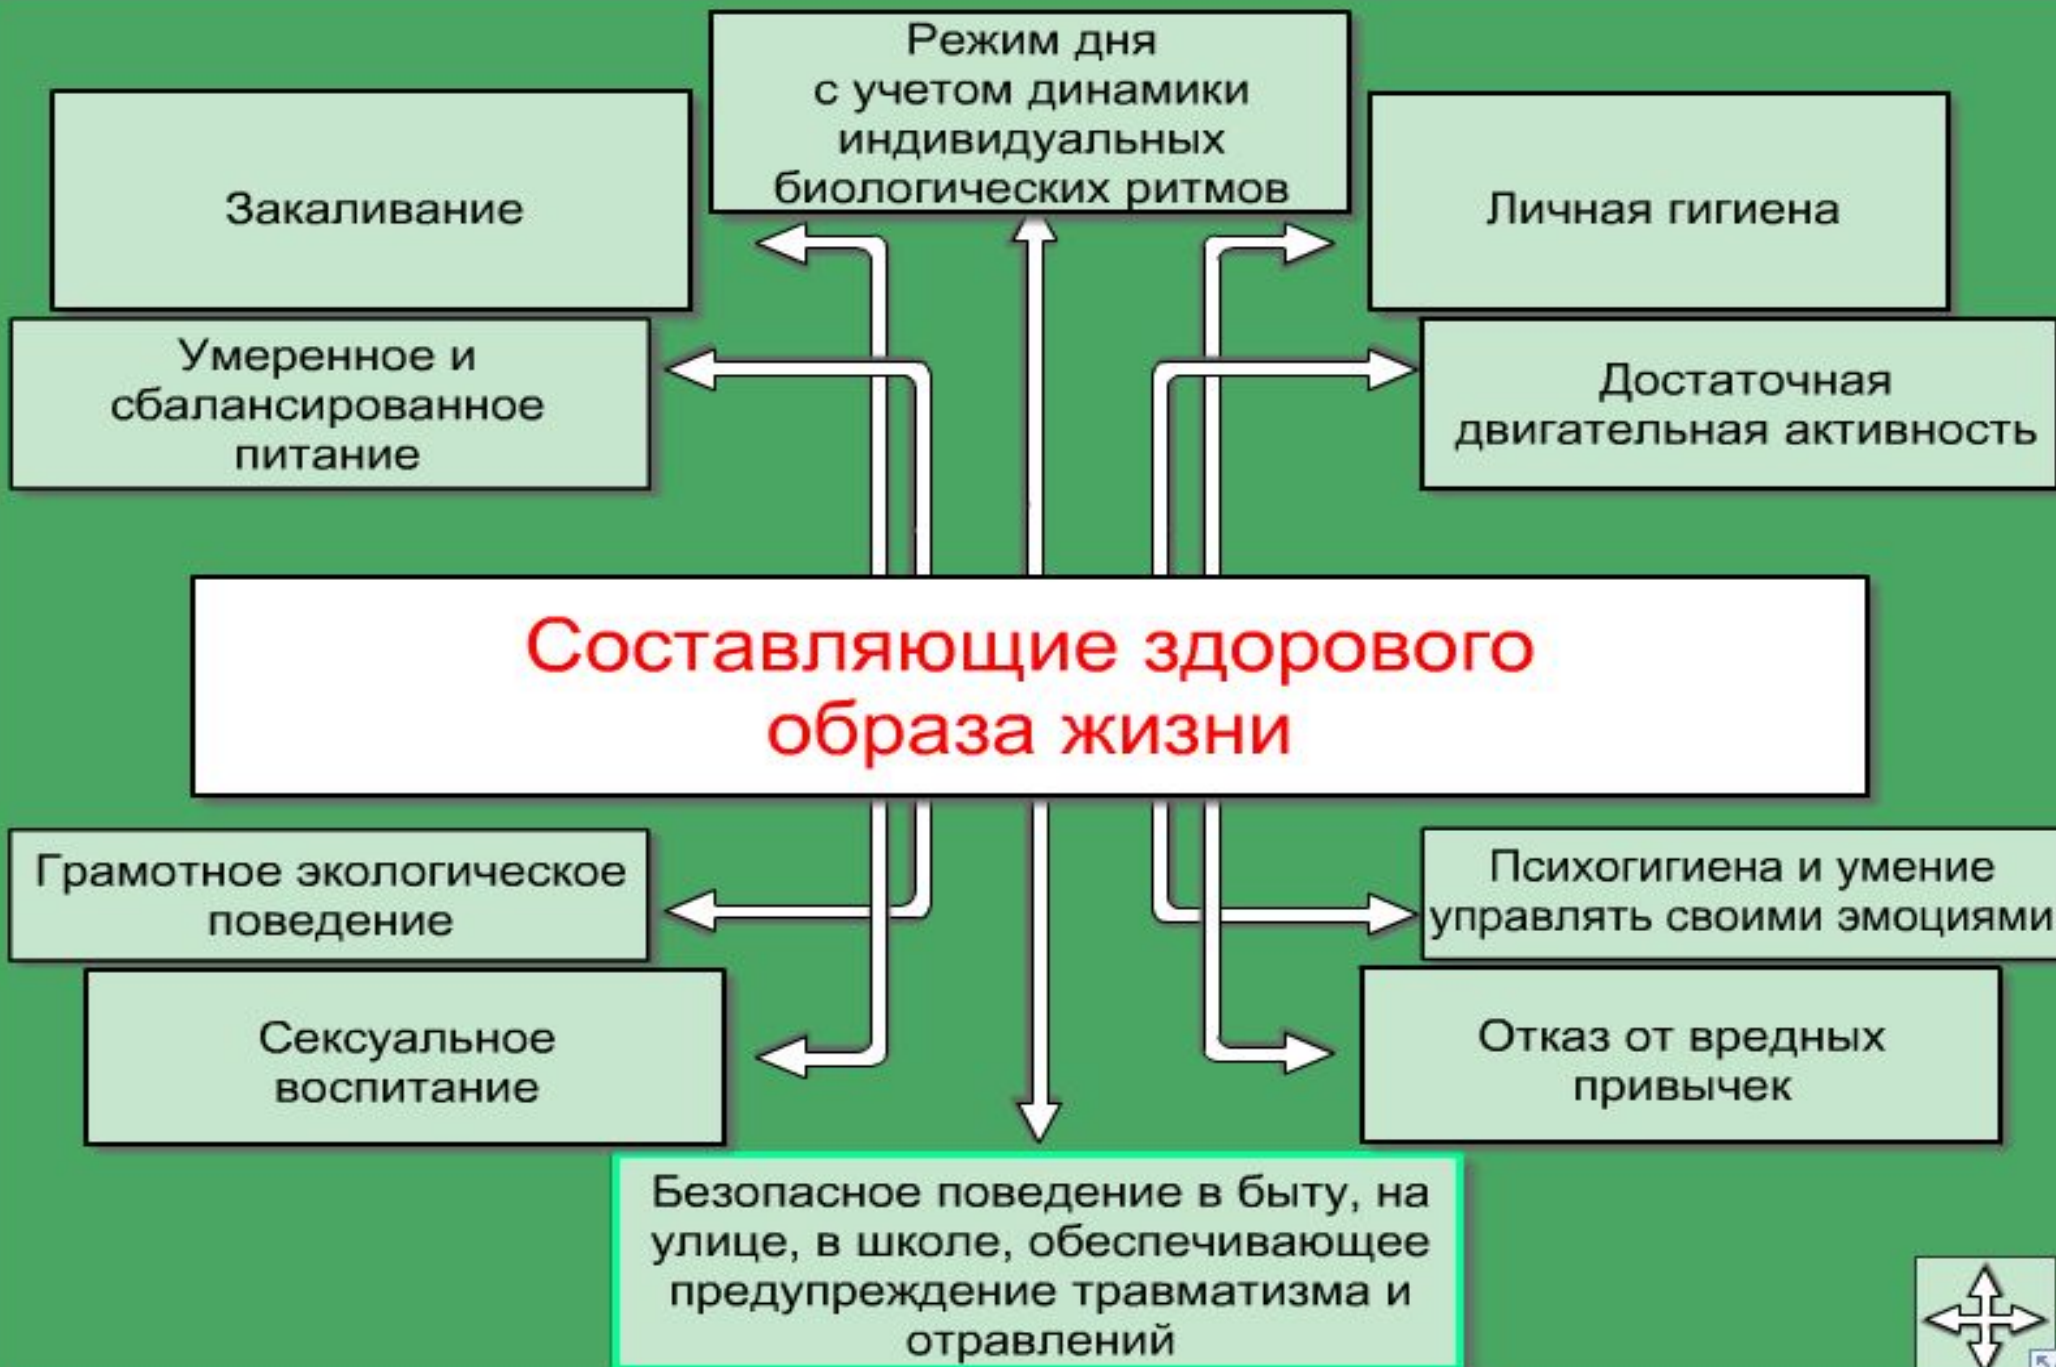 Режим дня
с учетом динамики
индивидуальных
биологических ритмов
Закаливание
Личная гигиена
Умеренное и
сбалансированное
питание
Достаточная
двигательная активность
Составляющие здорового
образа жизни
Грамотное экологическое
поведение
Психогигиена и умение
управлять своими эмоциями
Сексуальное
воспитание
Отказ от вредных
привычек
Безопасное поведение в быту, на
улице, в школе, обеспечивающее
предупреждение травматизма и
отравлений